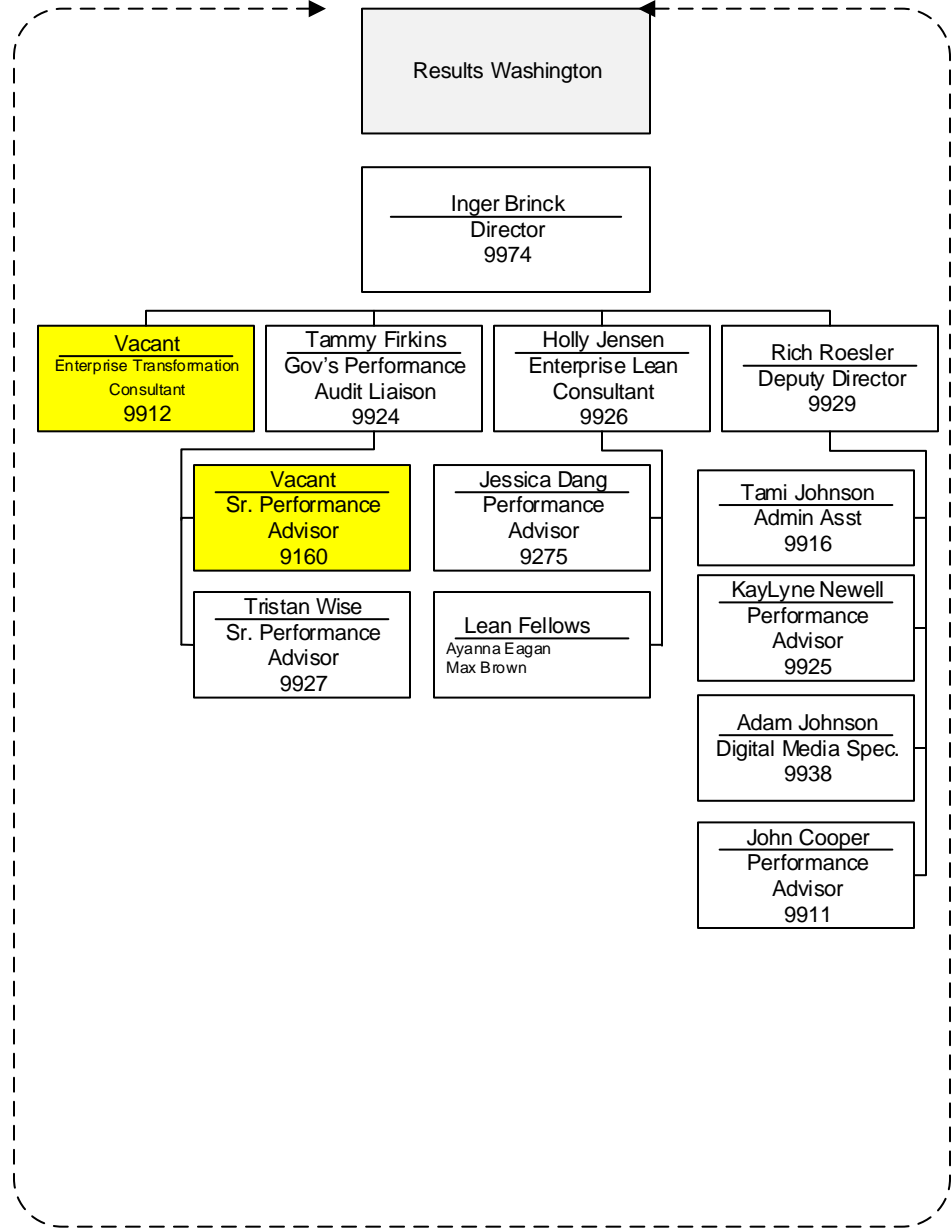 Results Washington
Inger Brinck
Director
9974
Vacant
Enterprise Transformation
Consultant
9912
Tammy Firkins
Gov's Performance
Audit Liaison
9924
Holly Jensen
Enterprise Lean
Consultant
9926
Rich Roesler
Deputy Director
9929
Vacant
Sr. Performance
Advisor
9160
Tristan Wise
Sr. Performance
Advisor
9927
Jessica Dang
Performance
Advisor
9275
Lean Fellows
Ayanna Eagan
Max Brown
Tami Johnson
Admin Asst
9916
KayLyne Newell
Performance
Advisor
9925
Adam Johnson
Digital Media Spec.
9938
John Cooper
Performance
Advisor
9911